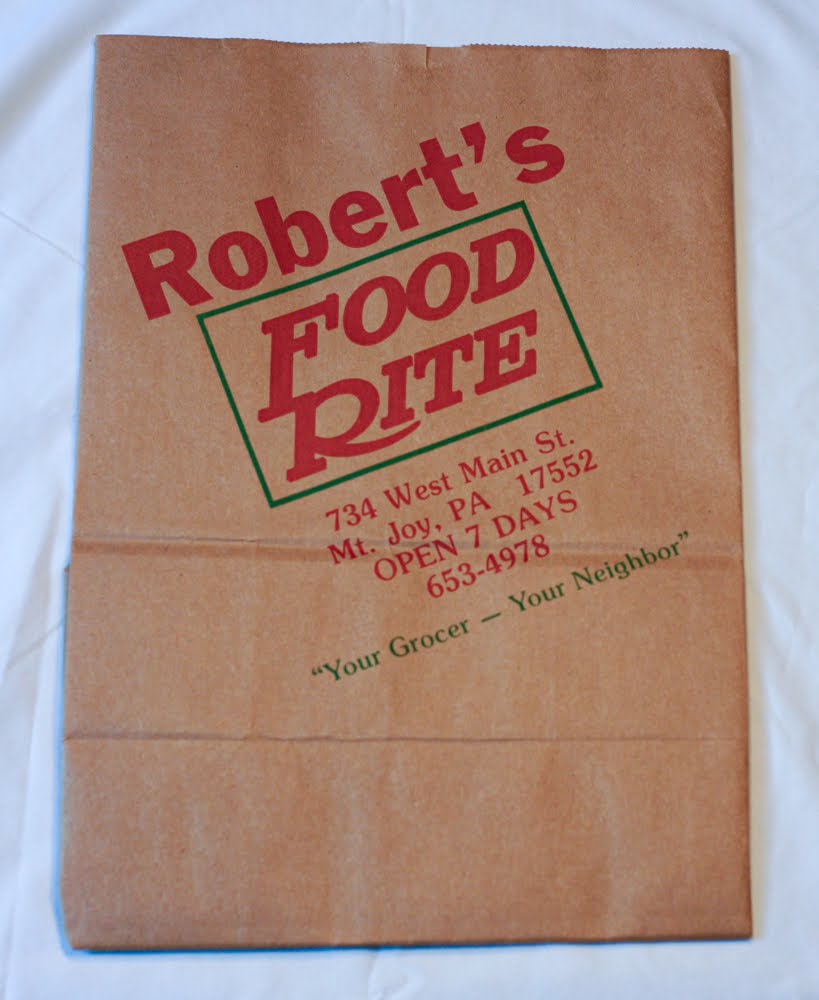 Robert's
FOOD
RITE
734 West Main St.
Mt. Joy, PA 17552
OPEN 7 DAYS
653-4978
“Your Grocer — Your Neighbor”